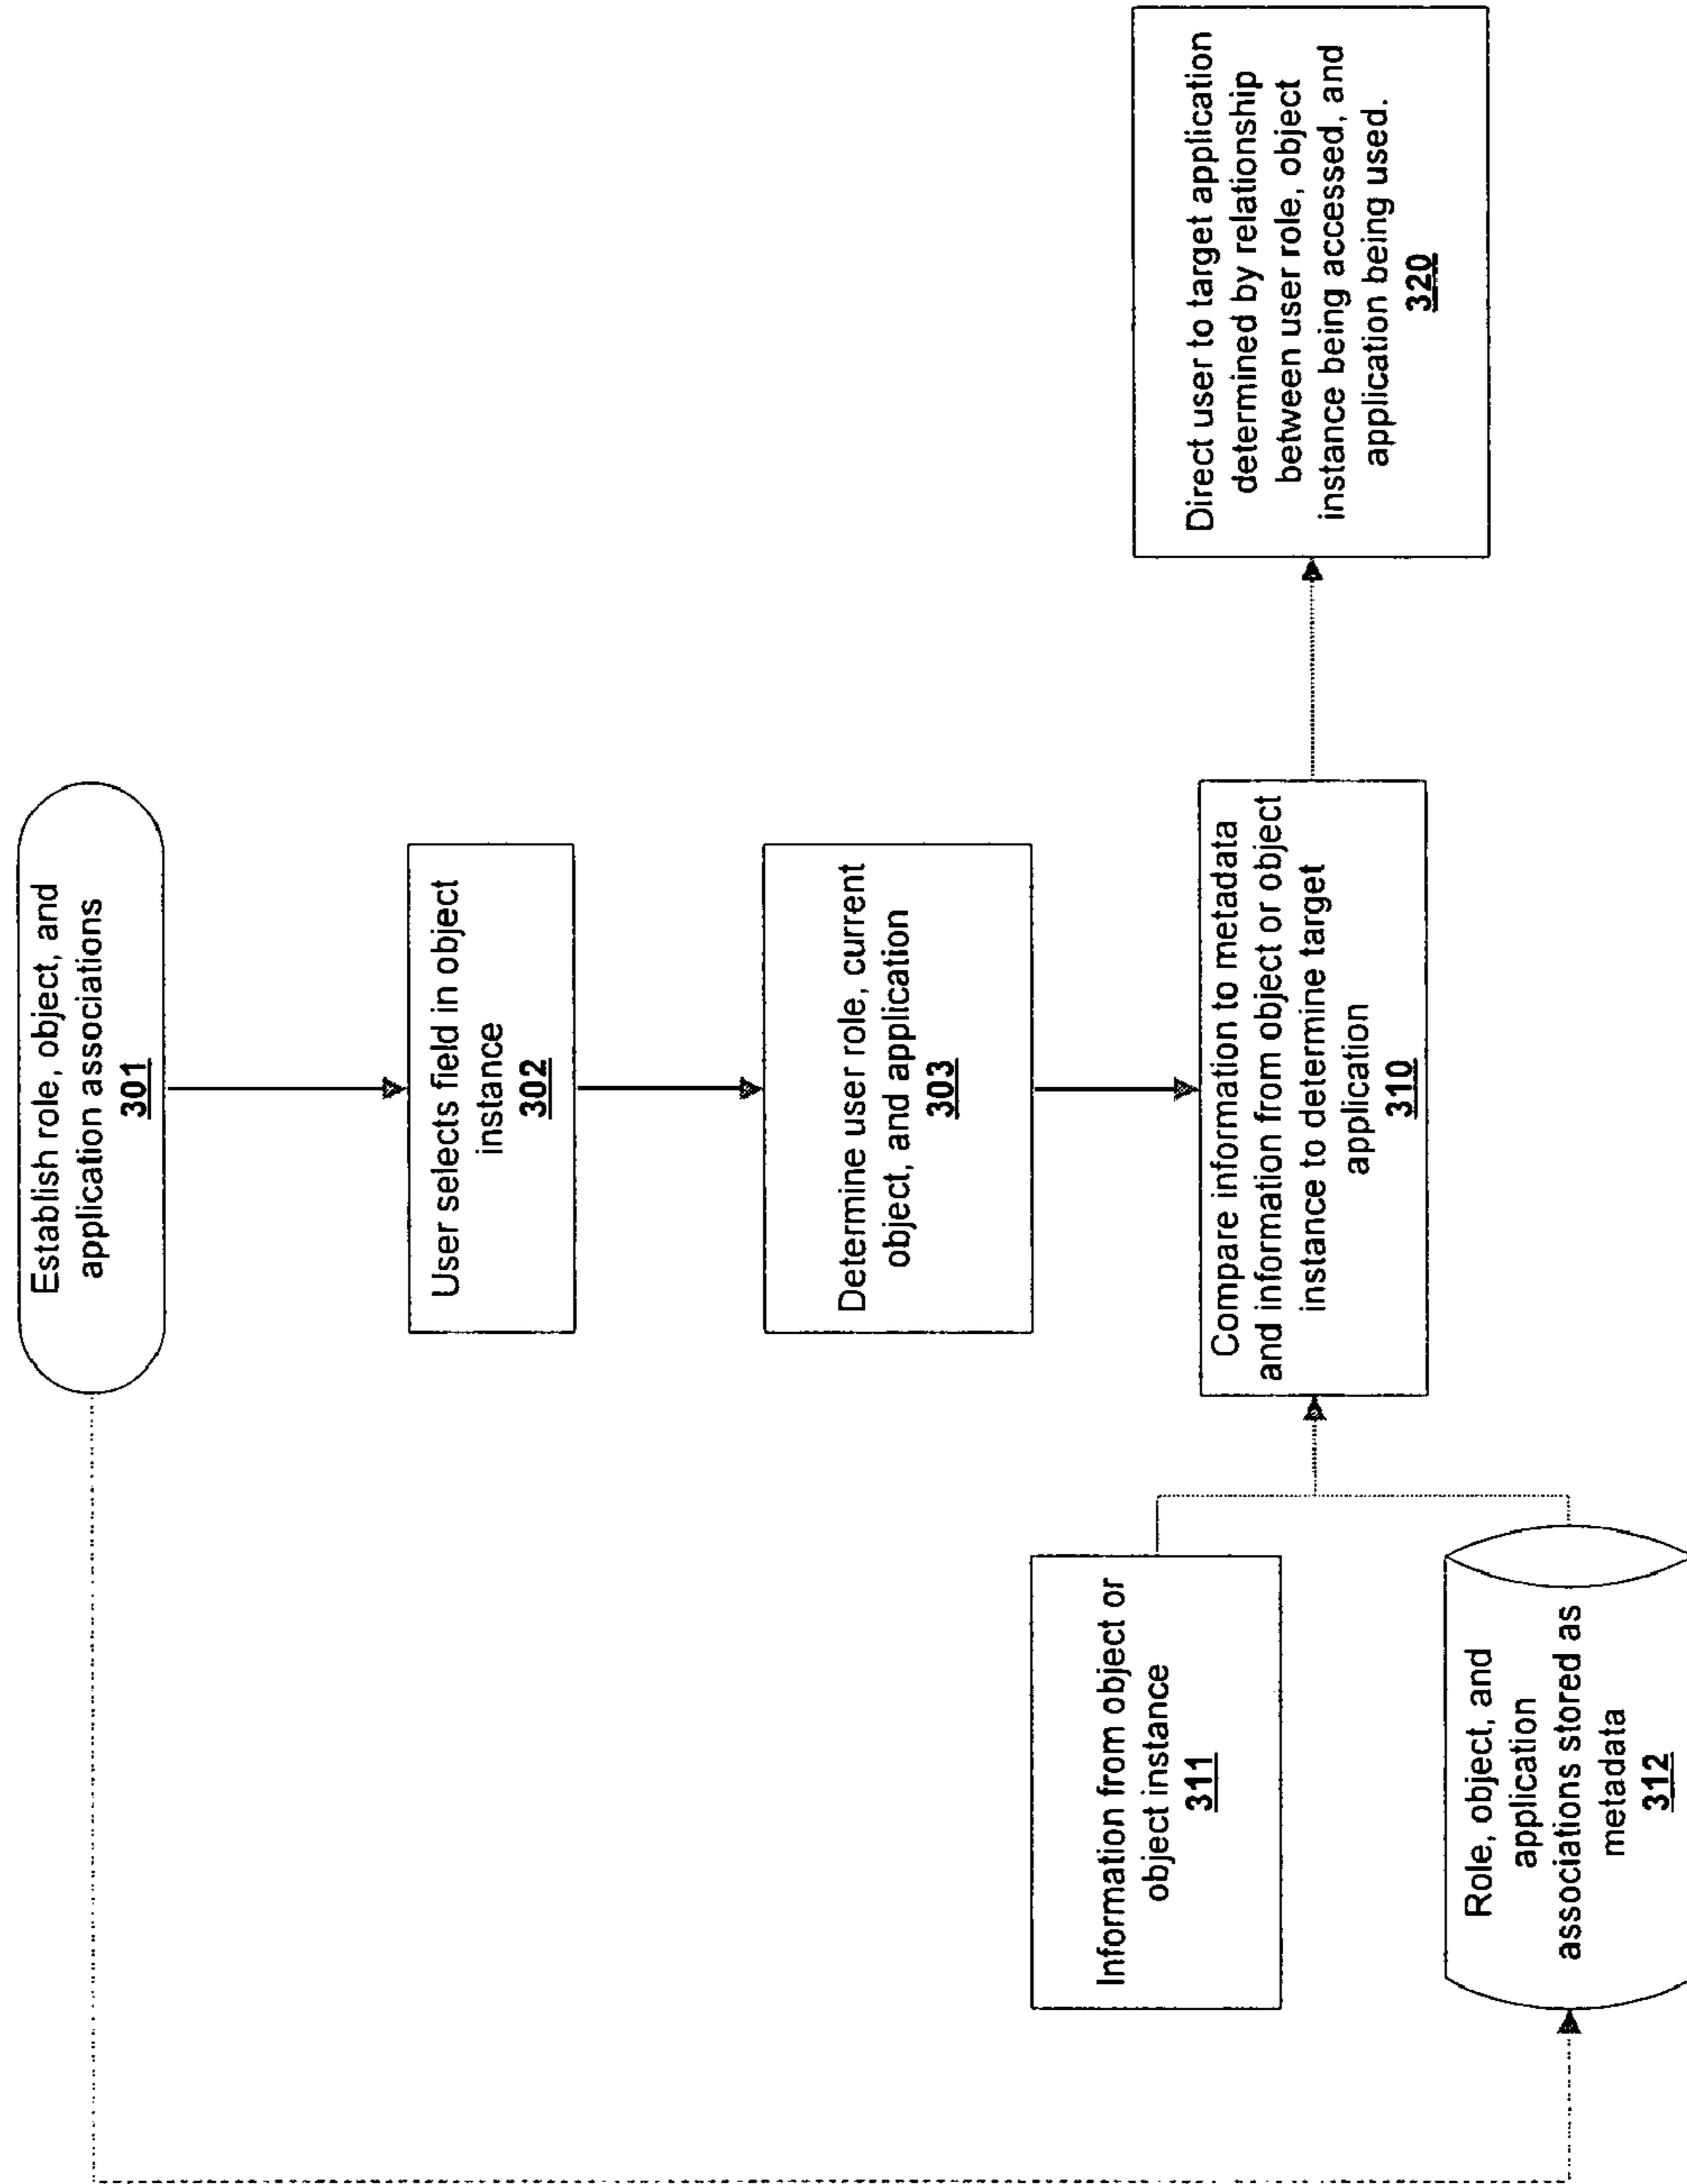 Establish role, object, and
application associations
301
User selects field in object
instance
302
Determine user role, current
object, and application
303
Compare information to metadata
and information from object or object
instance to determine target
application
310
Information from object or
object instance
311
Role, object, and
application
associations stored as
metadata
312
Direct user to target application
determined by relationship
between user role, object
instance being accessed, and
application being used.
320